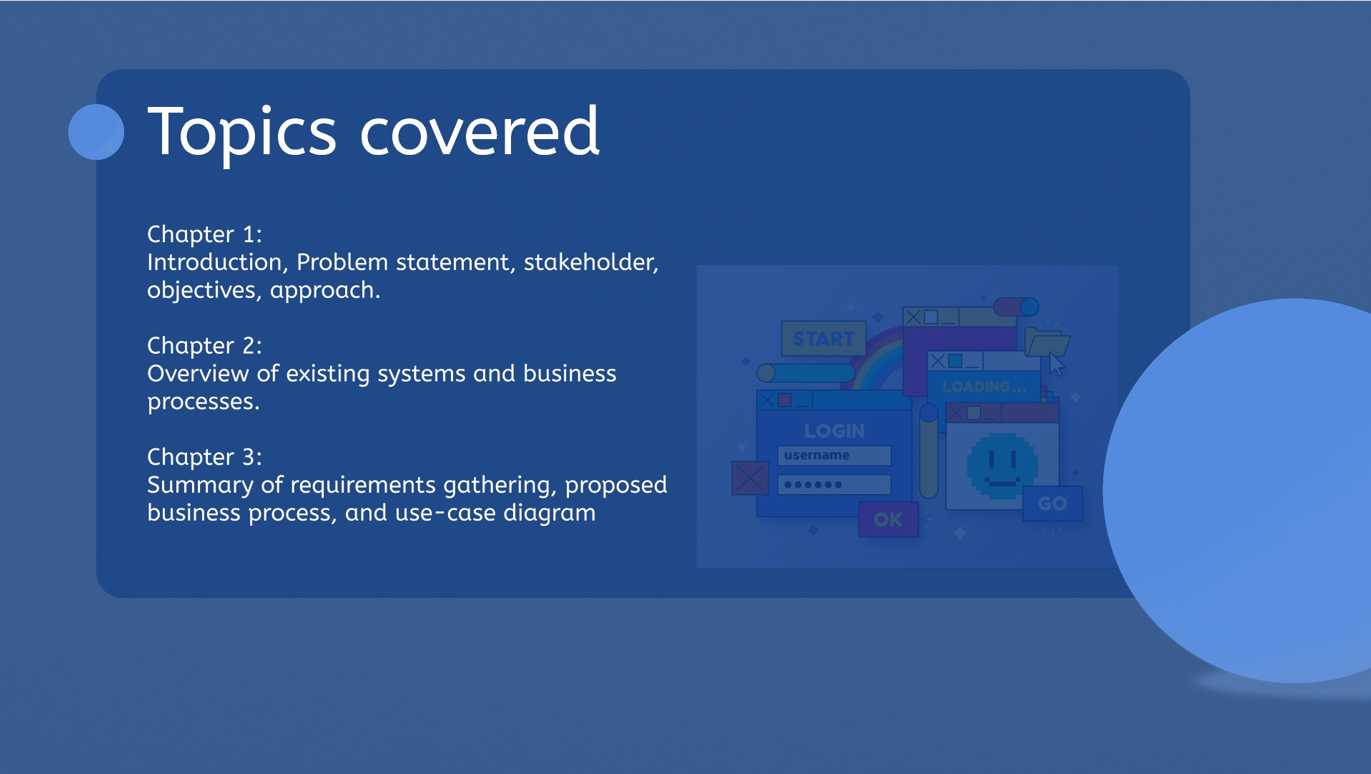 Topics covered
Chapter 1:
Introduction, Problem statement, stakeholder,
objectives, approach.
Chapter 2:
Overview of existing systems and business
processes.
Chapter 3:
Summary of requirements gathering, proposed
business process, and use-case diagram
START
LOADING...
LOGIN
username
OK
GO